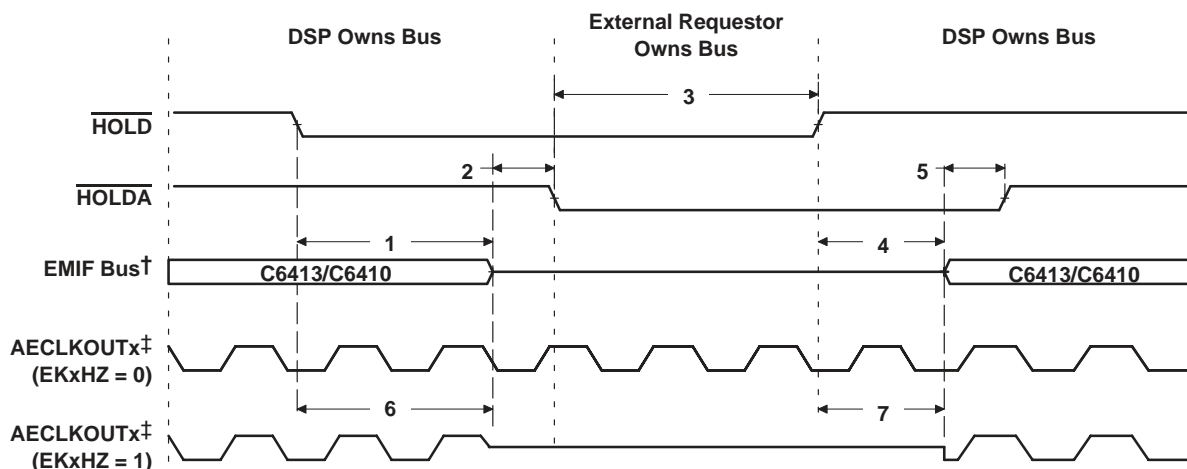 DSP Owns Bus
External Requestor
Owns Bus
DSP Owns Bus
3
HOLD
2
5
HOLDA
1
4
EMIF Bus†
C6413/C6410
C6413/C6410
AECLKOUTx‡
(EKxHZ = 0)
6
7
AECLKOUTx‡
(EKxHZ = 1)